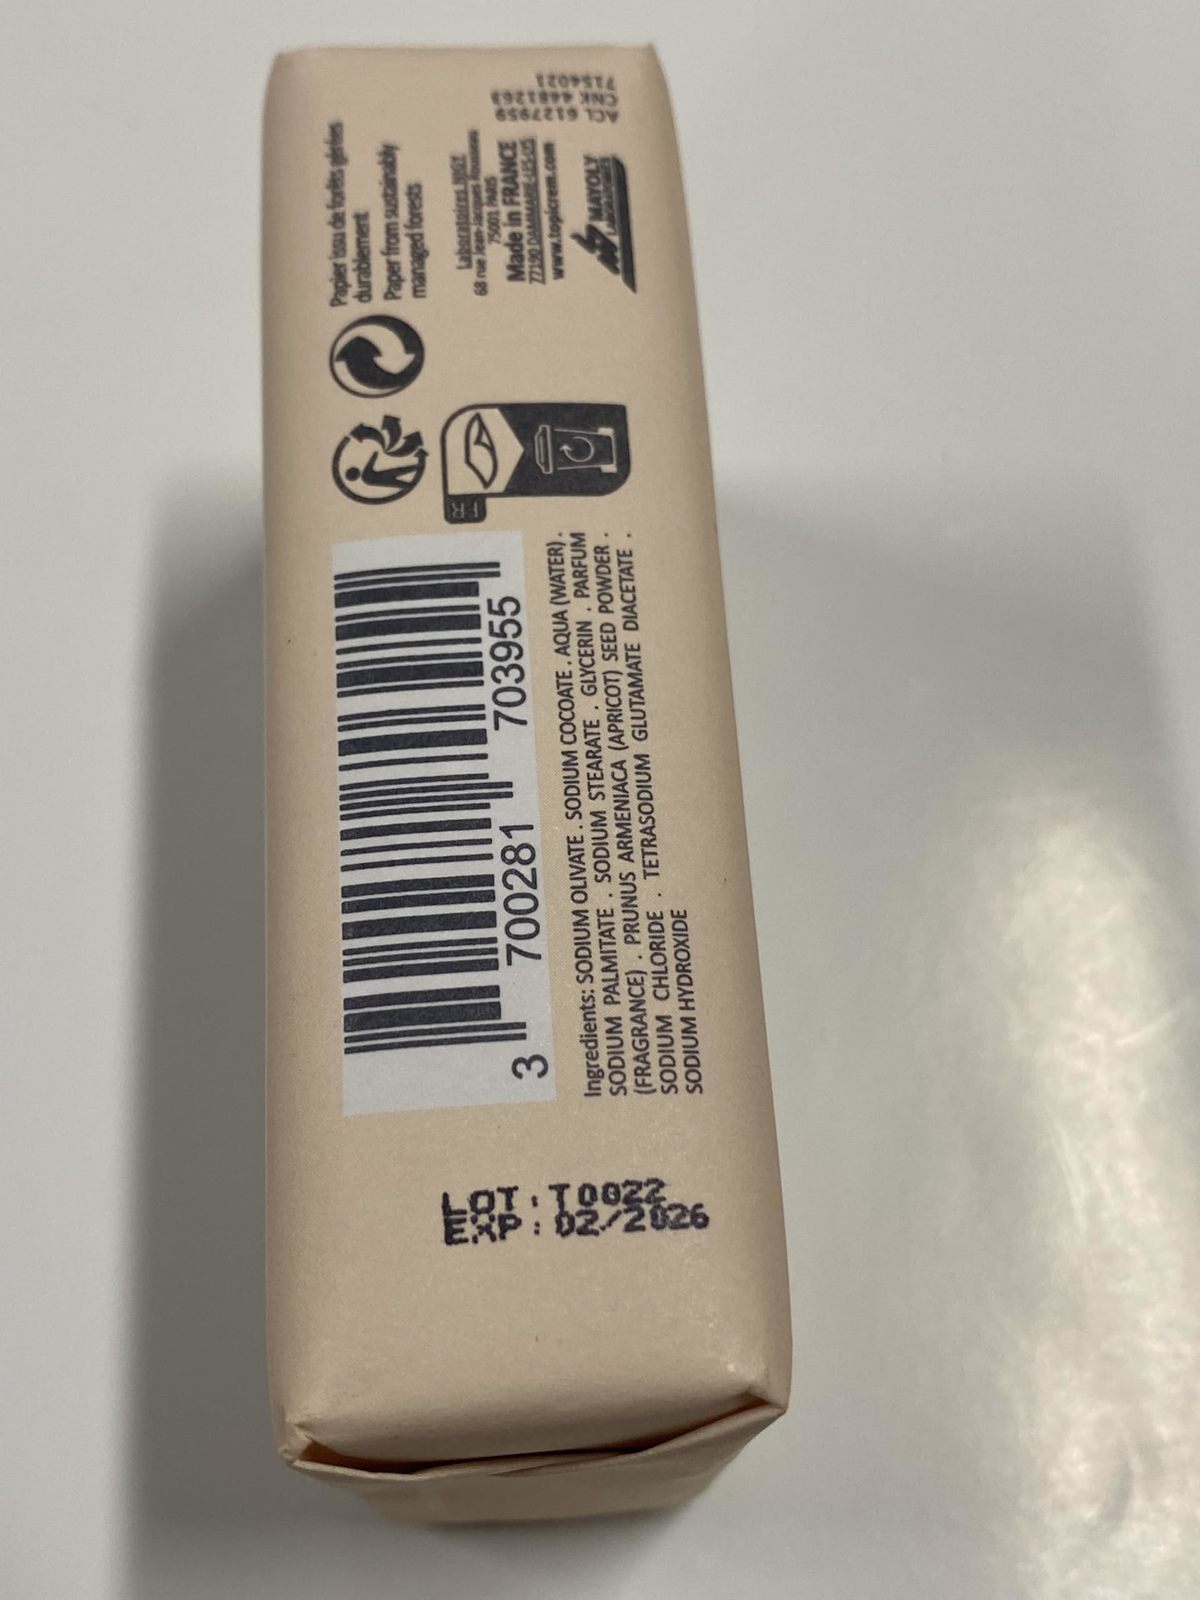 Papier issu de forêts gérées
durablement
Paper from sustainably
managed forests
Laboratoires NIGY
68 rue Jean-Jacques Rousseau
75001 PARIS
Made in FRANCE
77190 DAMMARIE-LES-LYS
www.topicrem.com
MAYOLY
ACL 6127959
CNK 4481263
7154021
FR
3 700281 703955
Ingredients: SODIUM OLIVATE . SODIUM COCOATE . AQUA (WATER) .
SODIUM PALMITATE . SODIUM STEARATE . GLYCERIN . PARFUM
(FRAGRANCE) . PRUNUS ARMENIACA (APRICOT) SEED POWDER .
SODIUM CHLORIDE . TETRASODIUM GLUTAMATE DIACETATE .
SODIUM HYDROXIDE
LOT : T0022
EXP : 02/2026